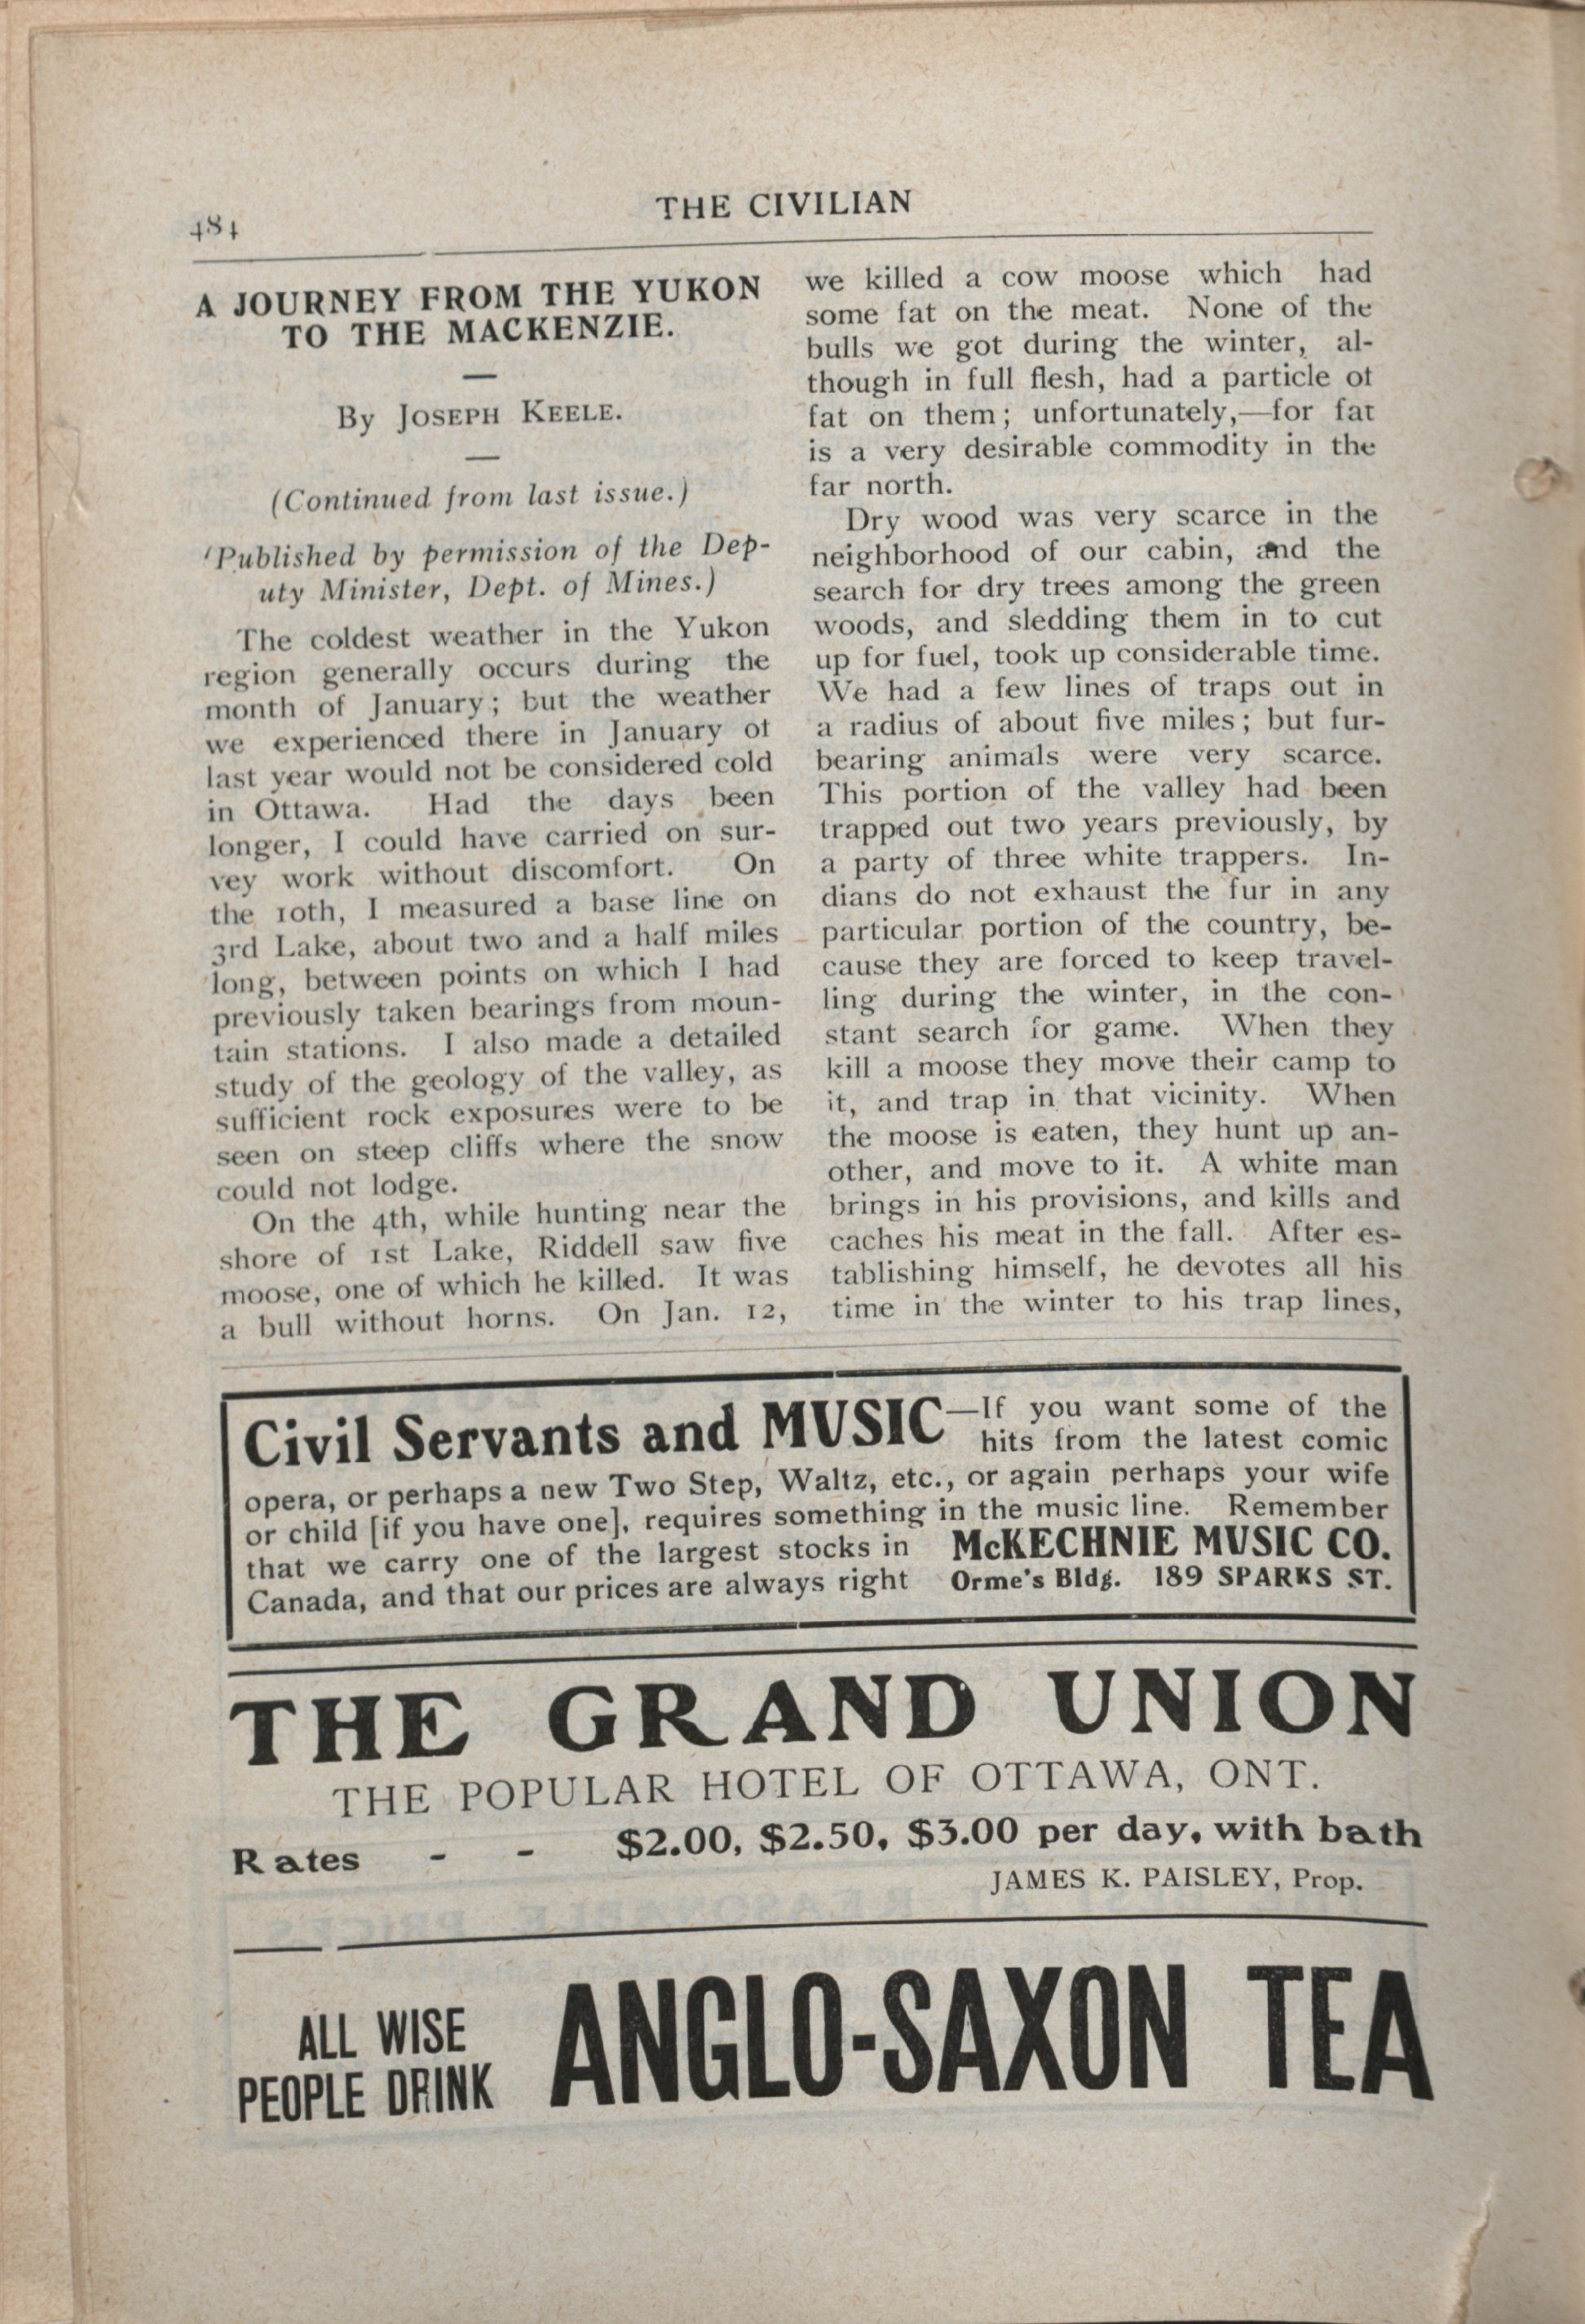 484
THE CIVILIAN
A JOURNEY FROM THE YUKON
TO THE MACKENZIE.
By Joseph Keele.
(Continued from last issue.)
'Published by permission of the Dep-
uty Minister, Dept. of Mines.)
The coldest weather in the Yukon
region generally occurs during the
month of January; but the weather
we experienced there in January of
last year would not be considered cold
in Ottawa. Had the days been
longer, I could have carried on sur-
vey work without discomfort. On
the 10th, I measured a base line on
3rd Lake, about two and a half miles
long, between points on which I had
previously taken bearings from moun-
tain stations. I also made a detailed
study of the geology of the valley, as
sufficient rock exposures were to be
seen on steep cliffs where the snow
could not lodge.
On the 4th, while hunting near the
shore of 1st Lake, Riddell saw five
moose, one of which he killed. It was
a bull without horns. On Jan. 12,
we killed a cow moose which had
some fat on the meat. None of the
bulls we got during the winter, al-
though in full flesh, had a particle of
fat on them; unfortunately,—for fat
is a very desirable commodity in the
far north.
Dry wood was very scarce in the
neighborhood of our cabin, and the
search for dry trees among the green
woods, and sledding them in to cut
up for fuel, took up considerable time.
We had a few lines of traps out in
a radius of about five miles; but fur-
bearing animals were very scarce.
This portion of the valley had been
trapped out two years previously, by
a party of three white trappers. In-
dians do not exhaust the fur in any
particular portion of the country, be-
cause they are forced to keep travel-
ling during the winter, in the con-
stant search for game. When they
kill a moose they move their camp to
it, and trap in that vicinity. When
the moose is eaten, they hunt up an-
other, and move to it. A white man
brings in his provisions, and kills and
caches his meat in the fall. After es-
tablishing himself, he devotes all his
time in the winter to his trap lines,
Civil Servants and MUSIC—If you want some of the
hits from the latest comic
opera, or perhaps a new Two Step, Waltz, etc., or again perhaps your wife
or child [if you have one], requires something in the music line. Remember
that we carry one of the largest stocks in McKECHNIE MUSIC CO.
Canada, and that our prices are always right Orme's Bldg. 189 SPARKS ST.
THE GRAND UNION
THE POPULAR HOTEL OF OTTAWA, ONT.
Rates - - $2.00, $2.50, $3.00 per day, with bath
JAMES K. PAISLEY, Prop.
ALL WISE
PEOPLE DRINK
ANGLO-SAXON TEA